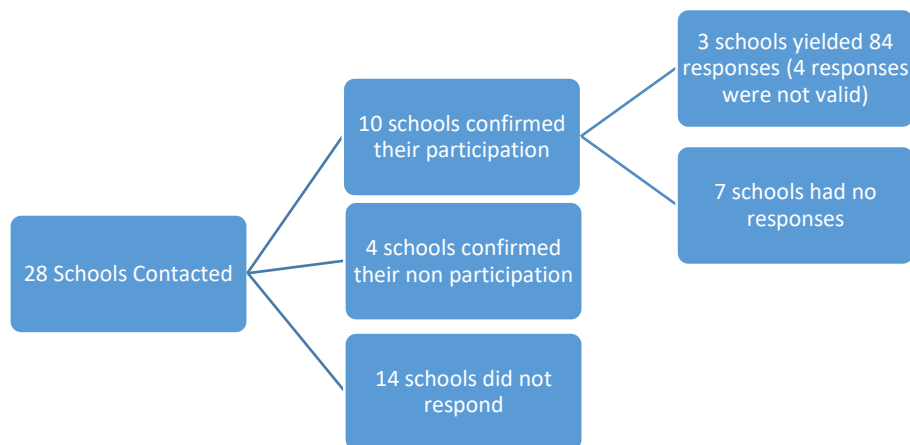 28 Schools Contacted
10 schools confirmed
their participation
4 schools confirmed
their non participation
14 schools did not
respond
3 schools yielded 84
responses (4 responses
were not valid)
7 schools had no
responses